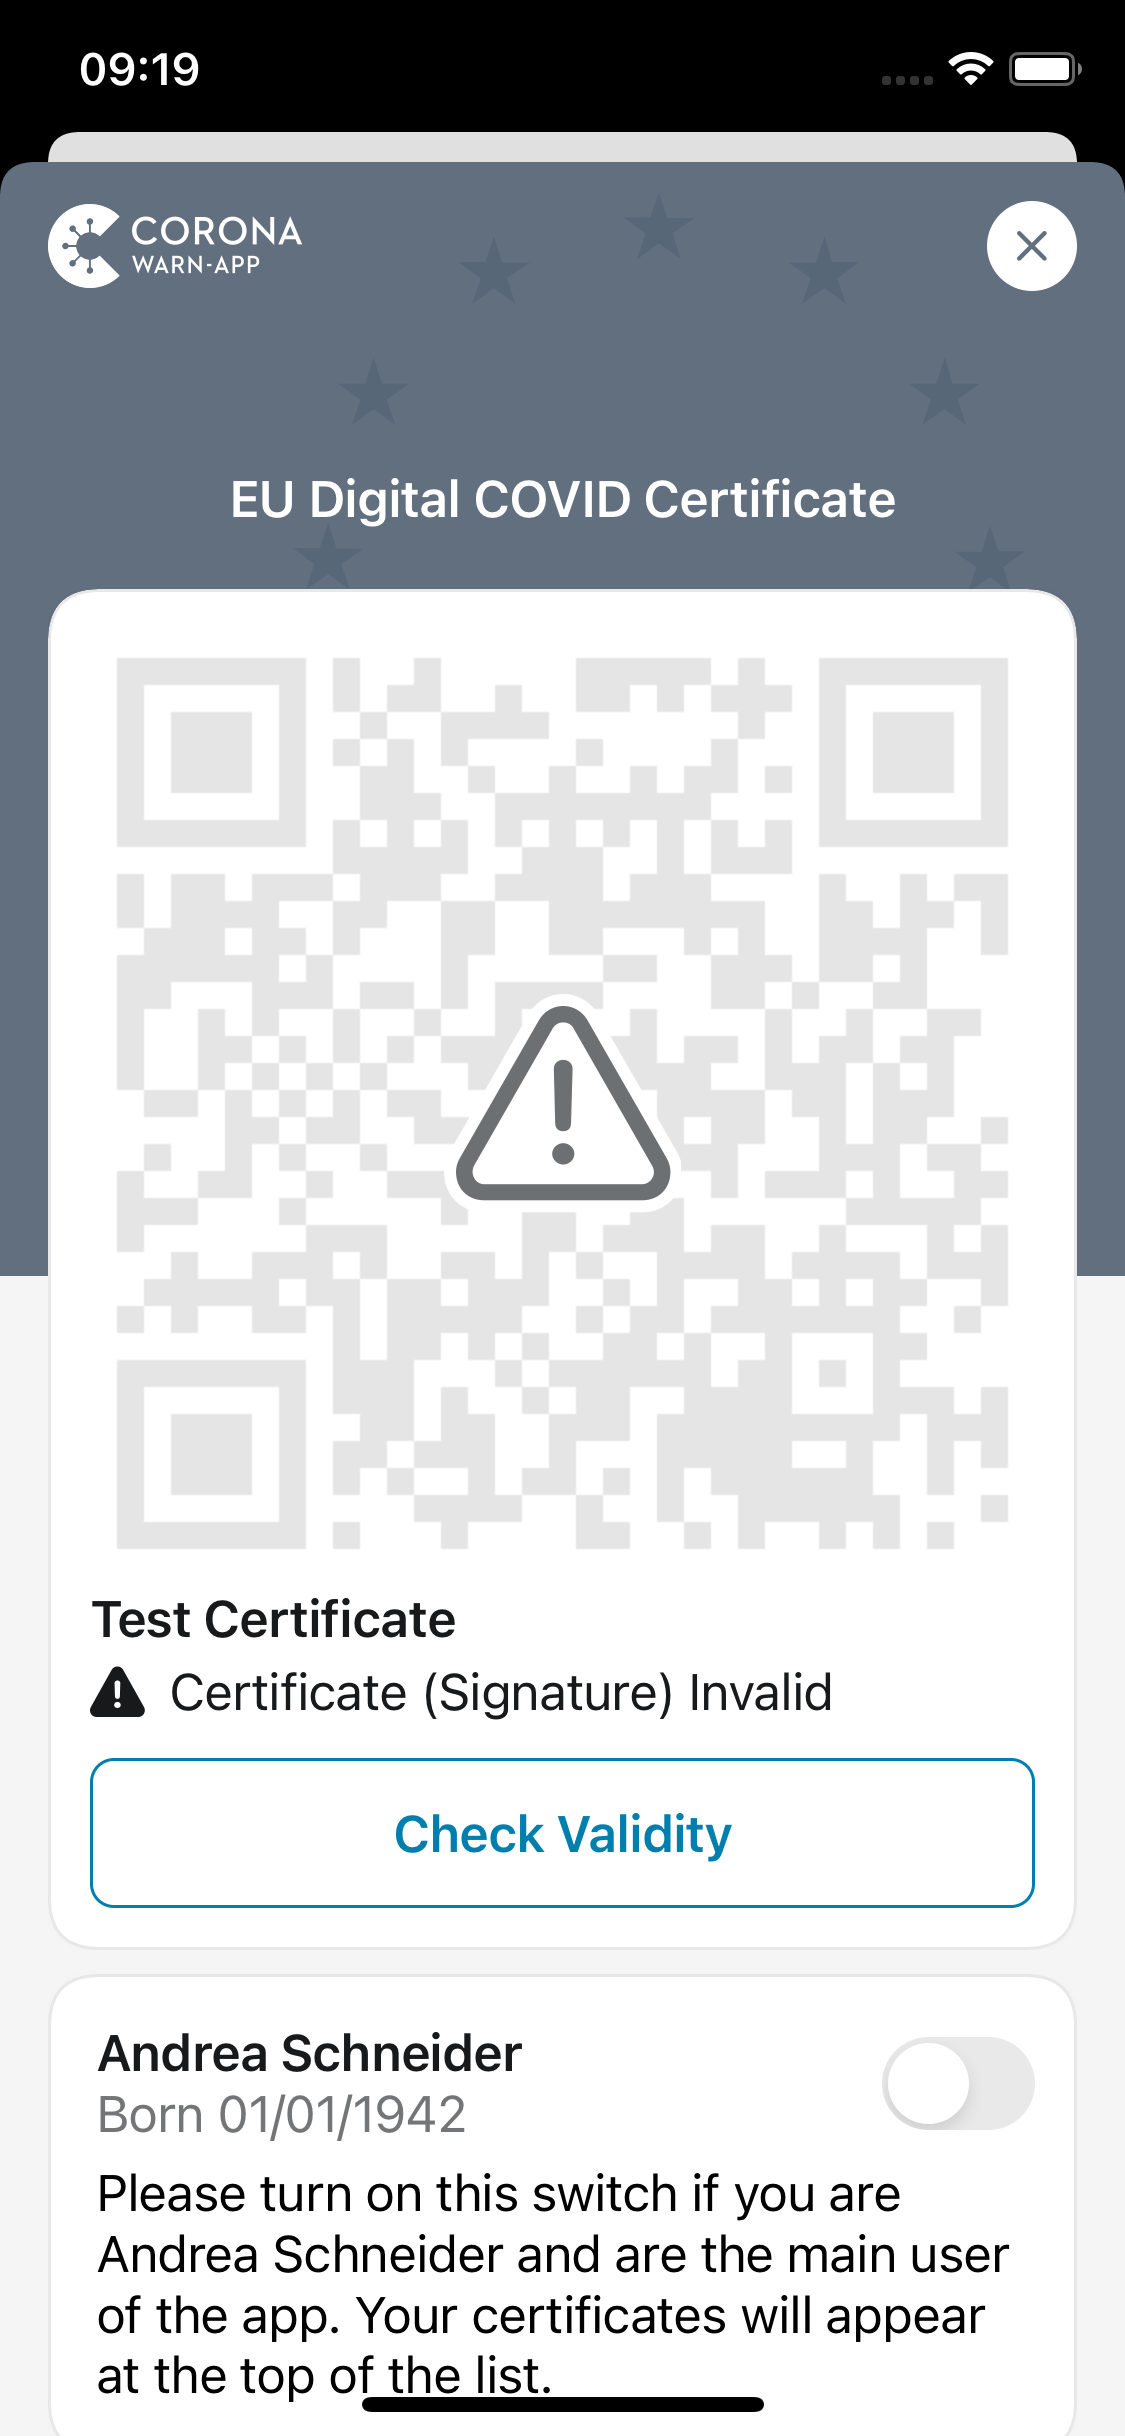 09:19
CORONA
WARN-APP
EU Digital COVID Certificate
Test Certificate
Certificate (Signature) Invalid
Check Validity
Andrea Schneider
Born 01/01/1942
Please turn on this switch if you are
Andrea Schneider and are the main user
of the app. Your certificates will appear
at the top of the list.